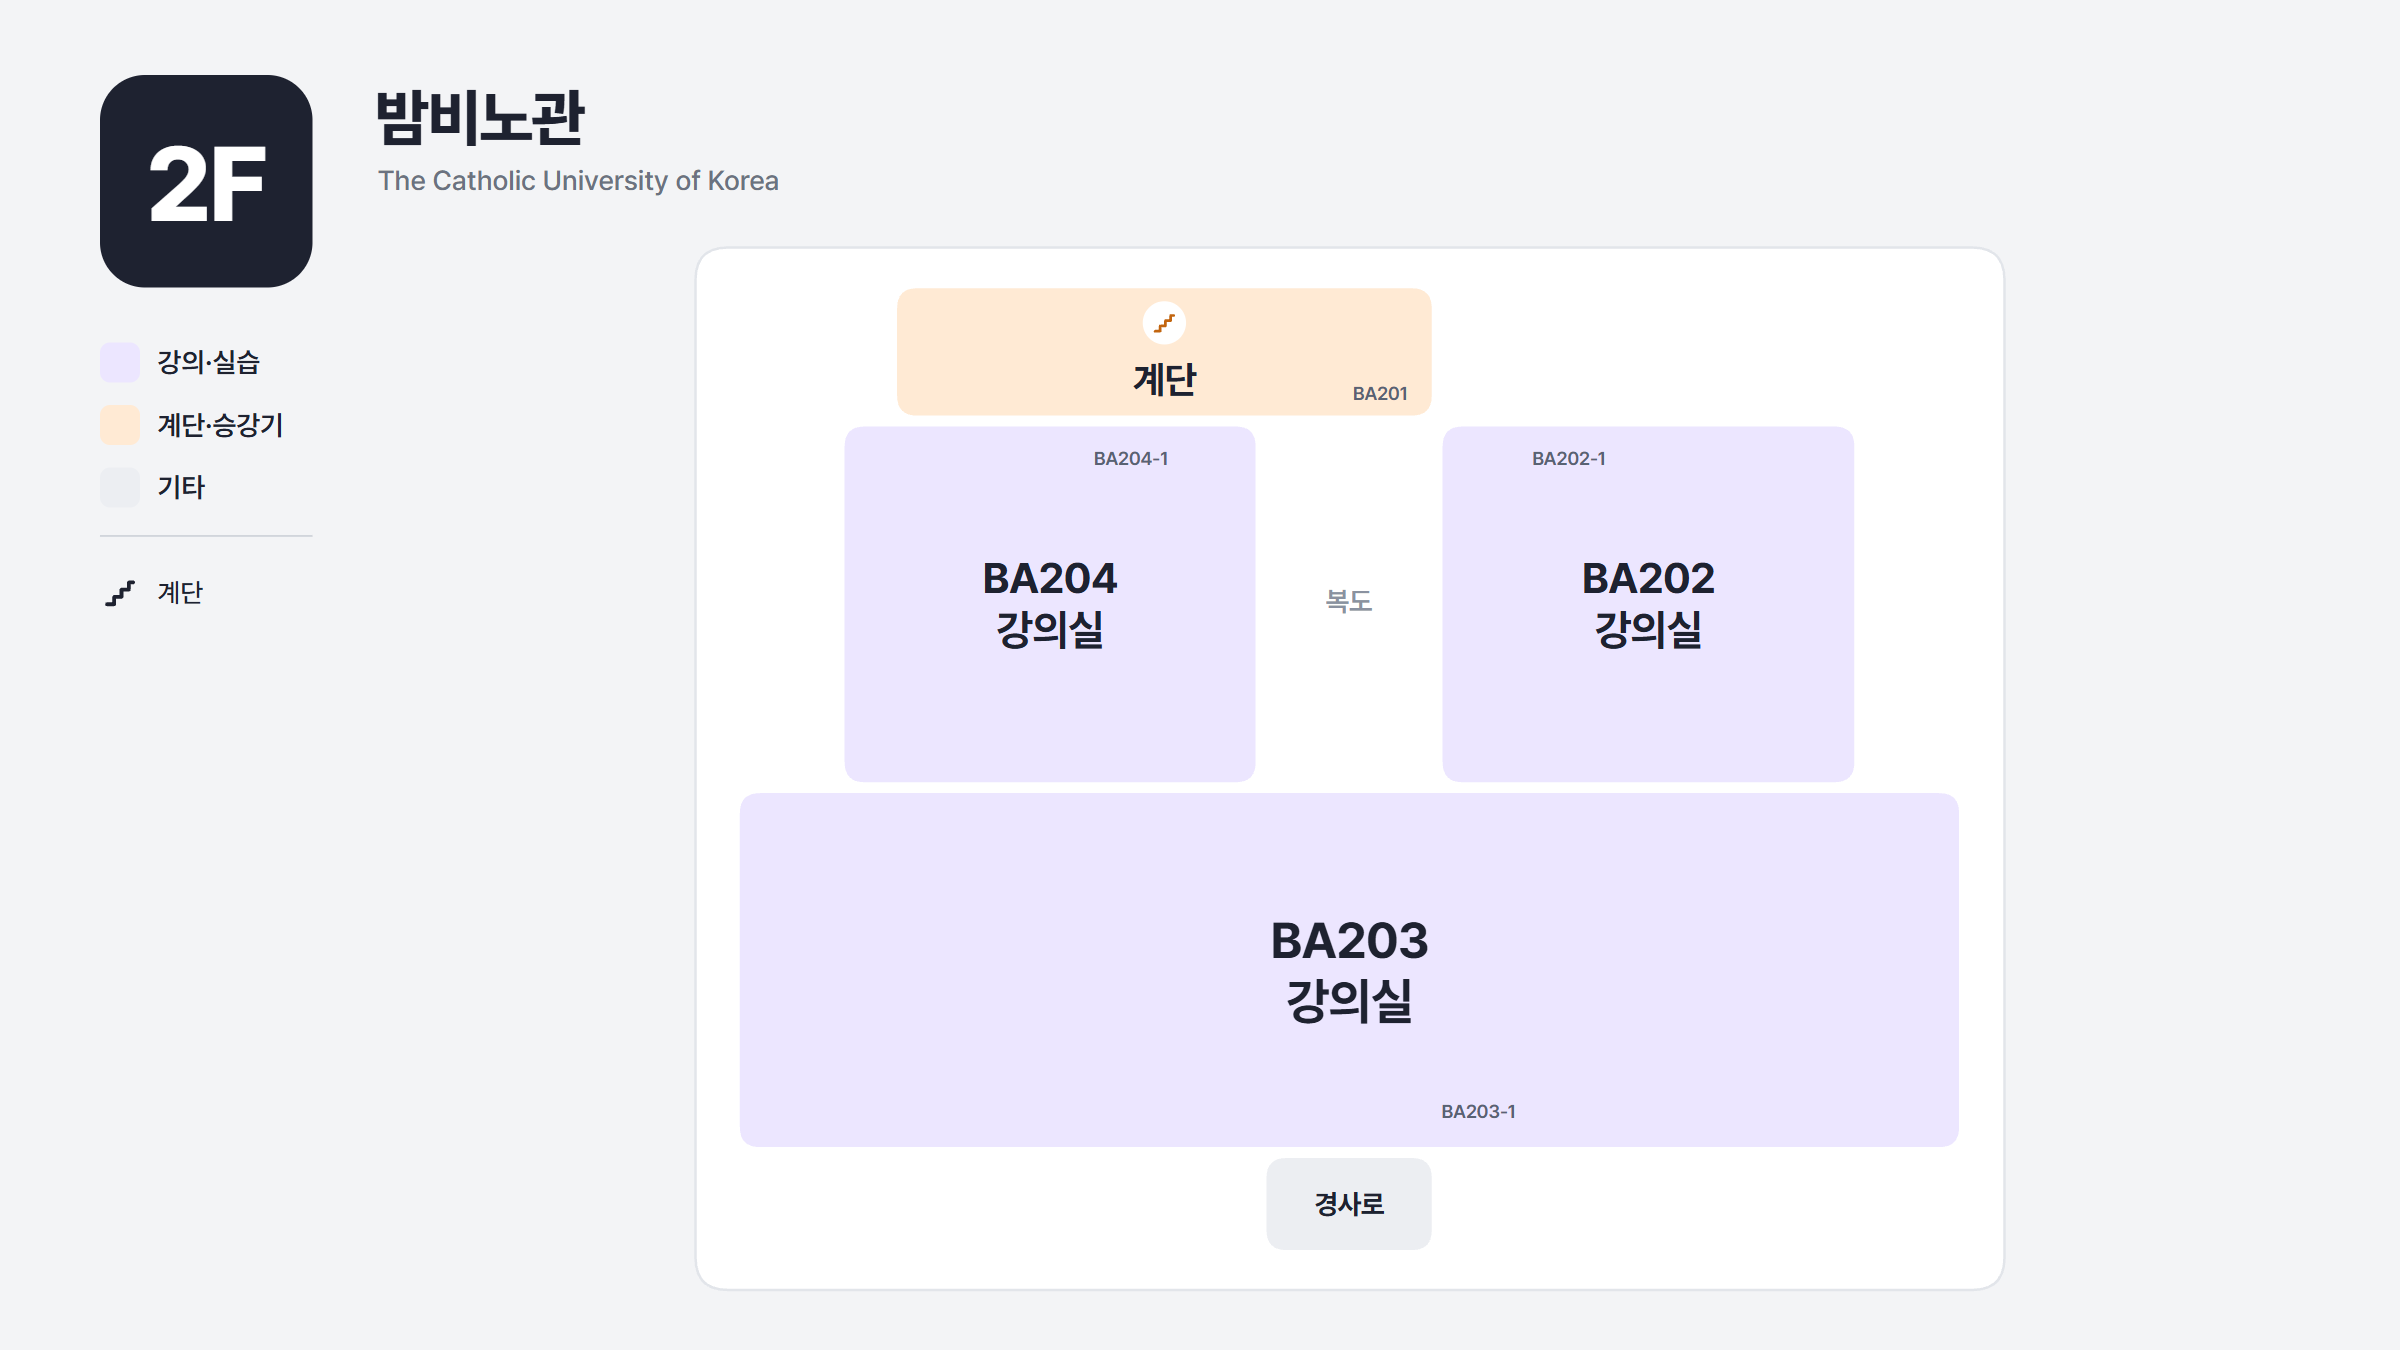 2F
밤비노관
The Catholic University of Korea
강의·실습
계단·승강기
기타
계단
계단
BA201
BA204-1
BA204
강의실
복도
BA202-1
BA202
강의실
BA203
강의실
BA203-1
경사로